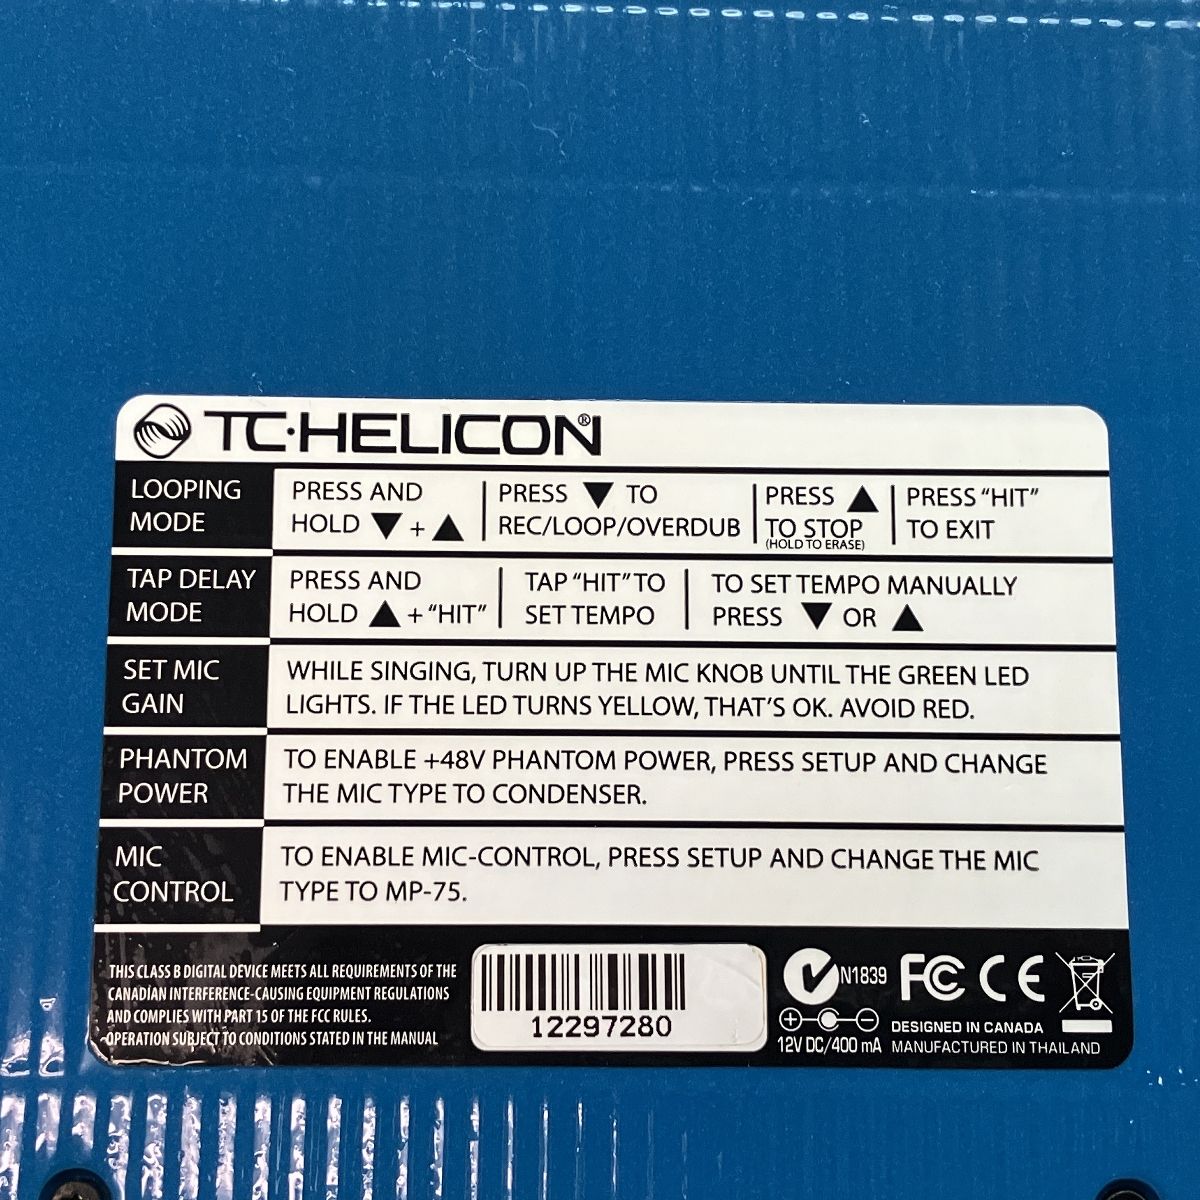 TC·HELICON®
LOOPING MODE
PRESS AND HOLD ▼ + ▲
PRESS ▼ TO REC/LOOP/OVERDUB
PRESS ▲ TO STOP (HOLD TO ERASE)
PRESS "HIT" TO EXIT
TAP DELAY MODE
PRESS AND HOLD ▲ + "HIT"
TAP "HIT" TO SET TEMPO
TO SET TEMPO MANUALLY PRESS ▼ OR ▲
SET MIC GAIN
WHILE SINGING, TURN UP THE MIC KNOB UNTIL THE GREEN LED
LIGHTS. IF THE LED TURNS YELLOW, THAT'S OK. AVOID RED.
PHANTOM POWER
TO ENABLE +48V PHANTOM POWER, PRESS SETUP AND CHANGE
THE MIC TYPE TO CONDENSER.
MIC CONTROL
TO ENABLE MIC-CONTROL, PRESS SETUP AND CHANGE THE MIC
TYPE TO MP-75.
THIS CLASS B DIGITAL DEVICE MEETS ALL REQUIREMENTS OF THE
CANADIAN INTERFERENCE-CAUSING EQUIPMENT REGULATIONS
AND COMPLIES WITH PART 15 OF THE FCC RULES.
OPERATION SUBJECT TO CONDITIONS STATED IN THE MANUAL
12297280
N1839 FC CE
12V DC/400 mA
DESIGNED IN CANADA
MANUFACTURED IN THAILAND